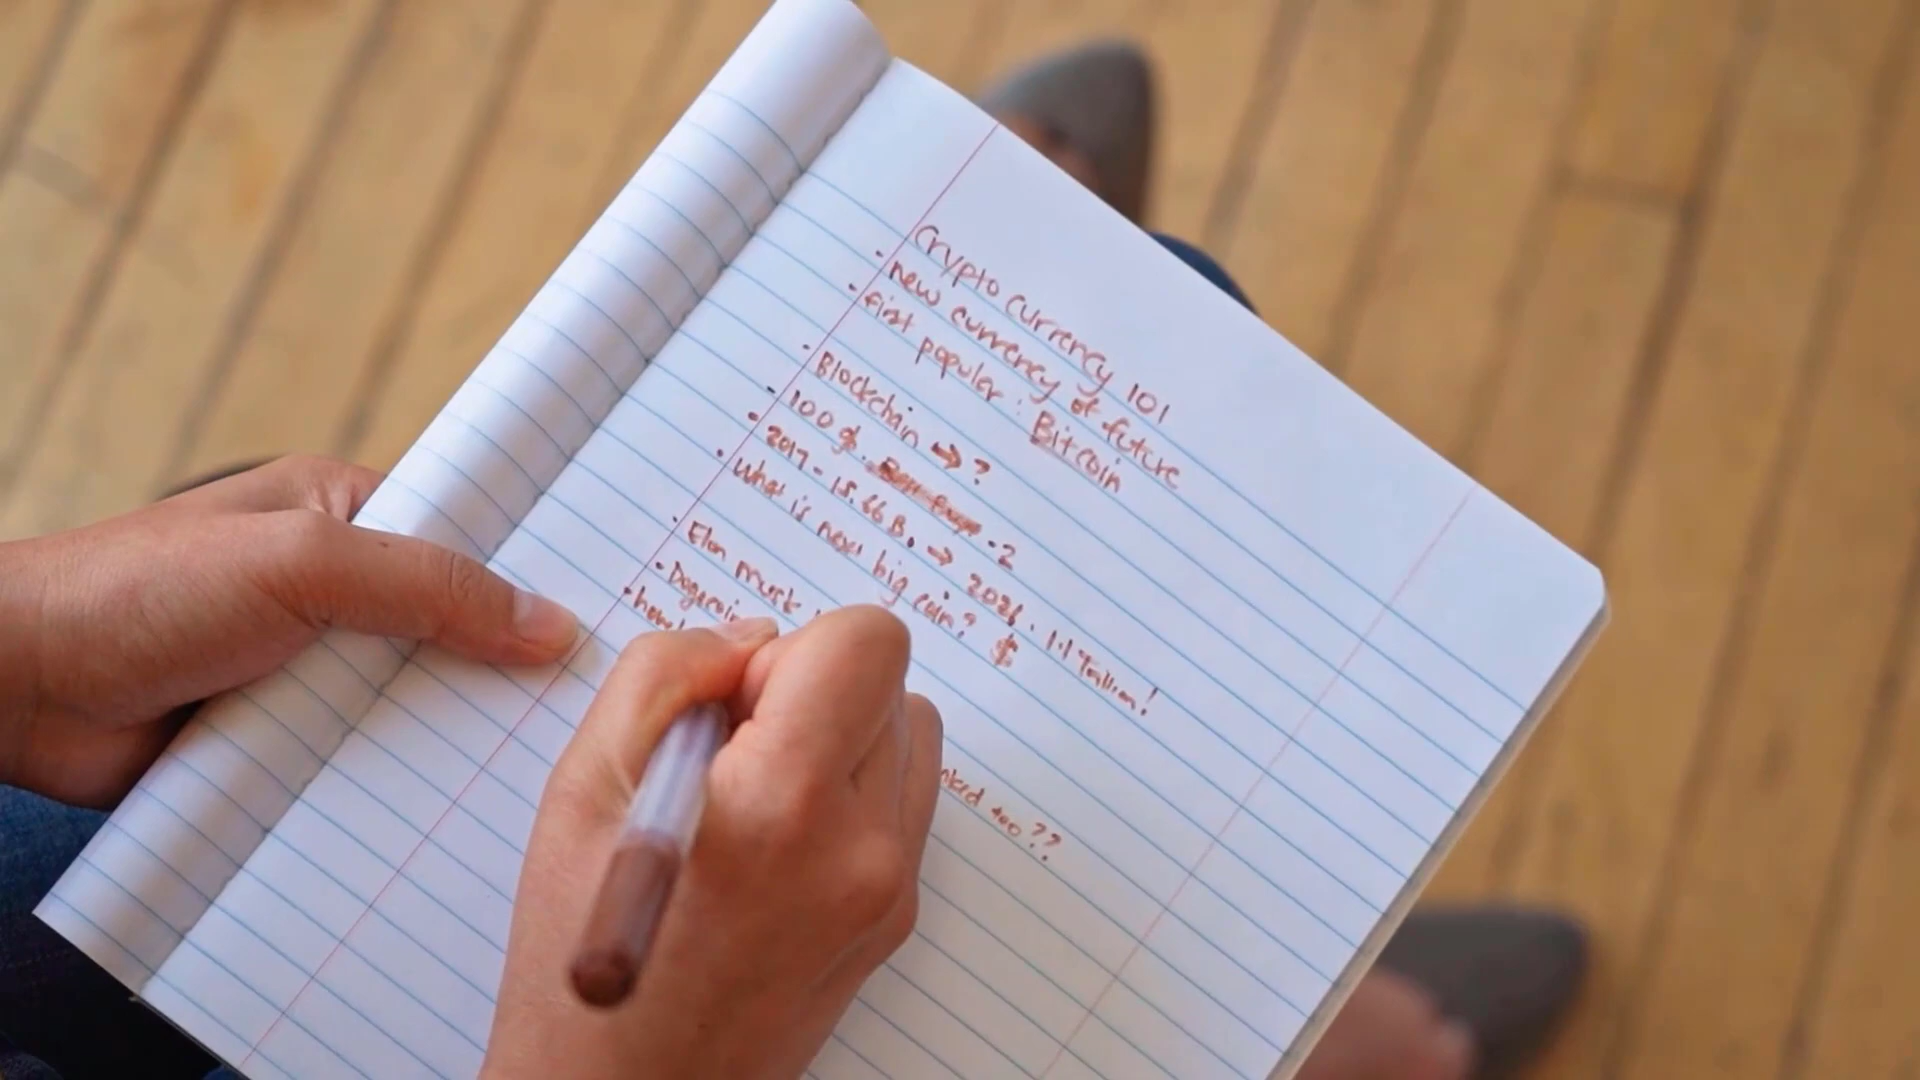 Crypto Currency 101
- new currency of future
- first popular : Bitcoin
- Blockchain → ?
- 100 $. - 2
- 2017 - 15.66 B. → 2021. 1.1 Trillion!
- What is next big coin? $
- Elon Musk
- Dogecoin
too ??